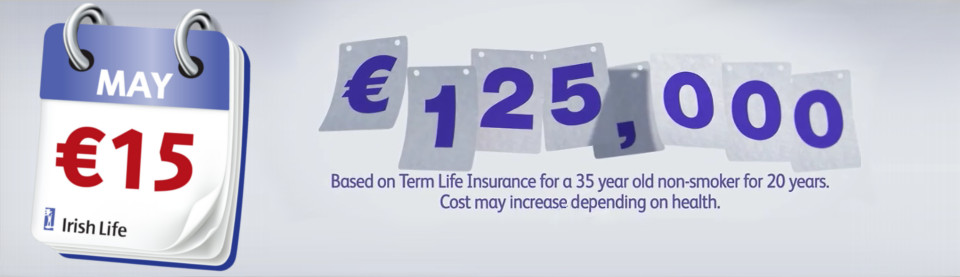 MAY
€15
Irish Life
€125,000
Based on Term Life Insurance for a 35 year old non-smoker for 20 years.
Cost may increase depending on health.